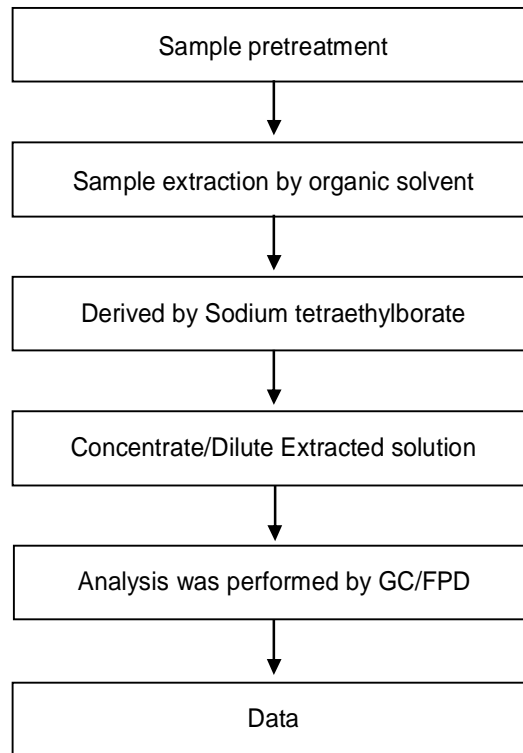 Sample pretreatment
Sample extraction by organic solvent
Derived by Sodium tetraethylborate
Concentrate/Dilute Extracted solution
Analysis was performed by GC/FPD
Data